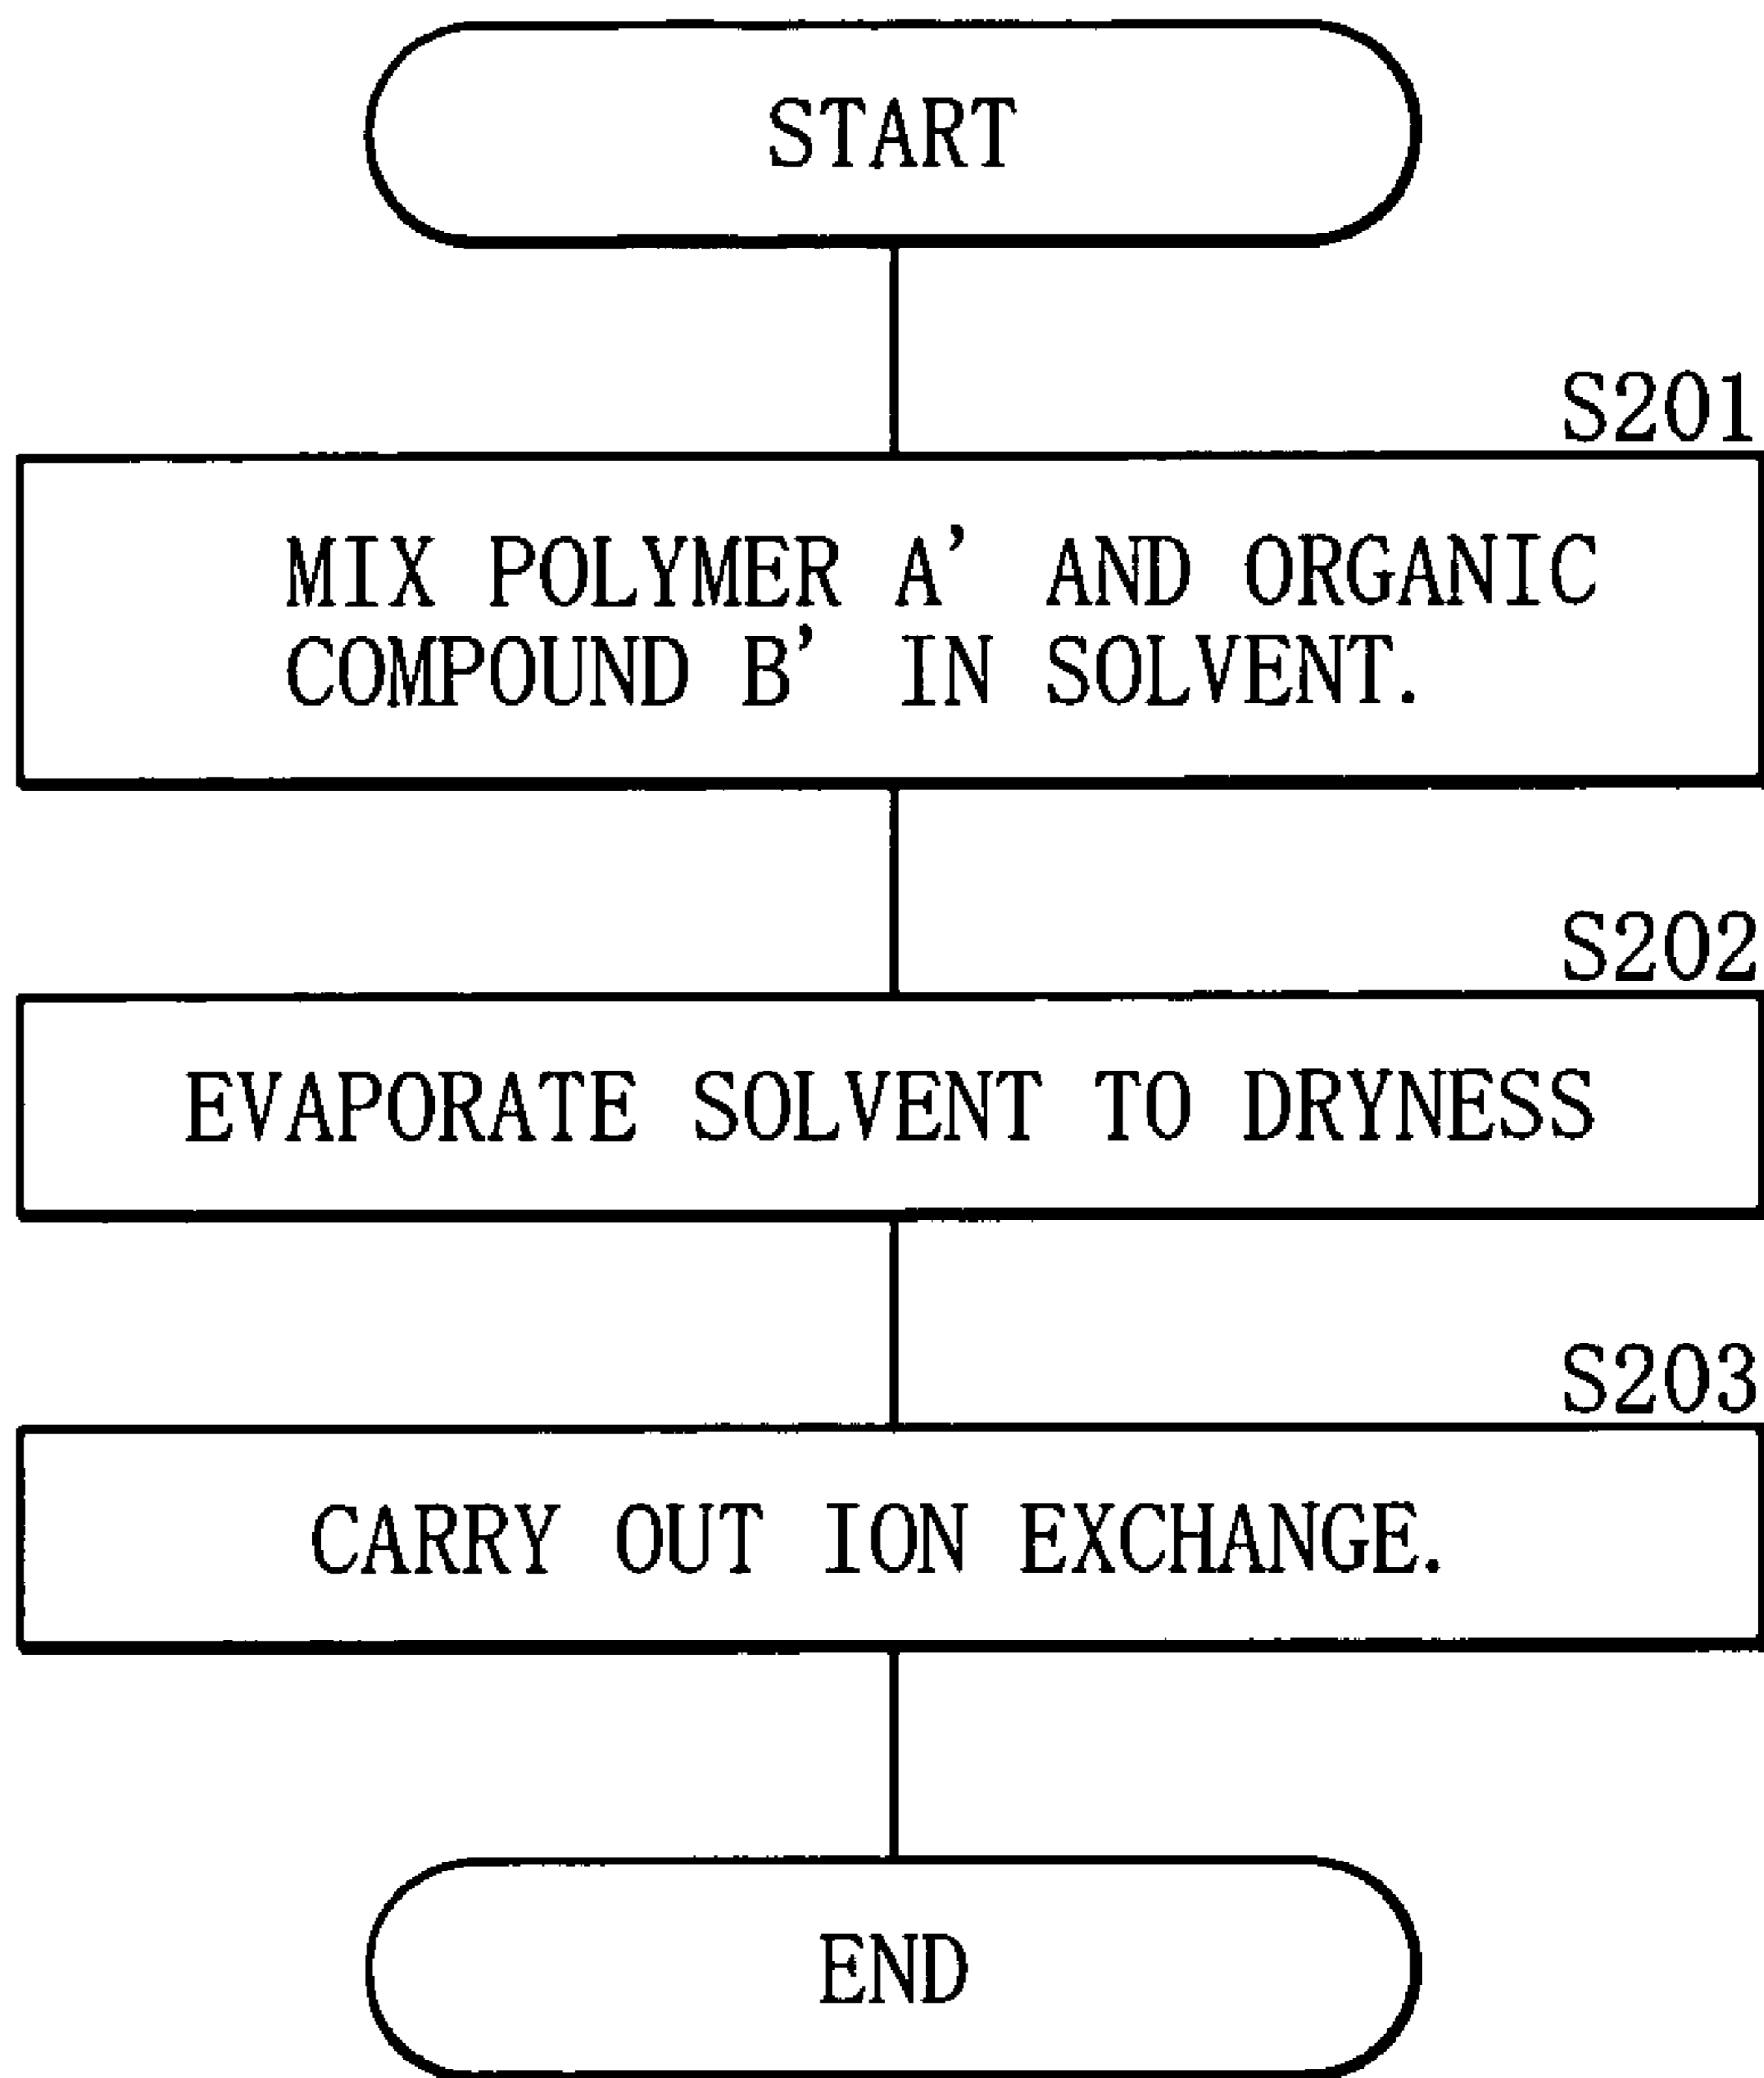 START
S201
MIX POLYMER A' AND ORGANIC
COMPOUND B' IN SOLVENT.
S202
EVAPORATE SOLVENT TO DRYNESS
S203
CARRY OUT ION EXCHANGE.
END